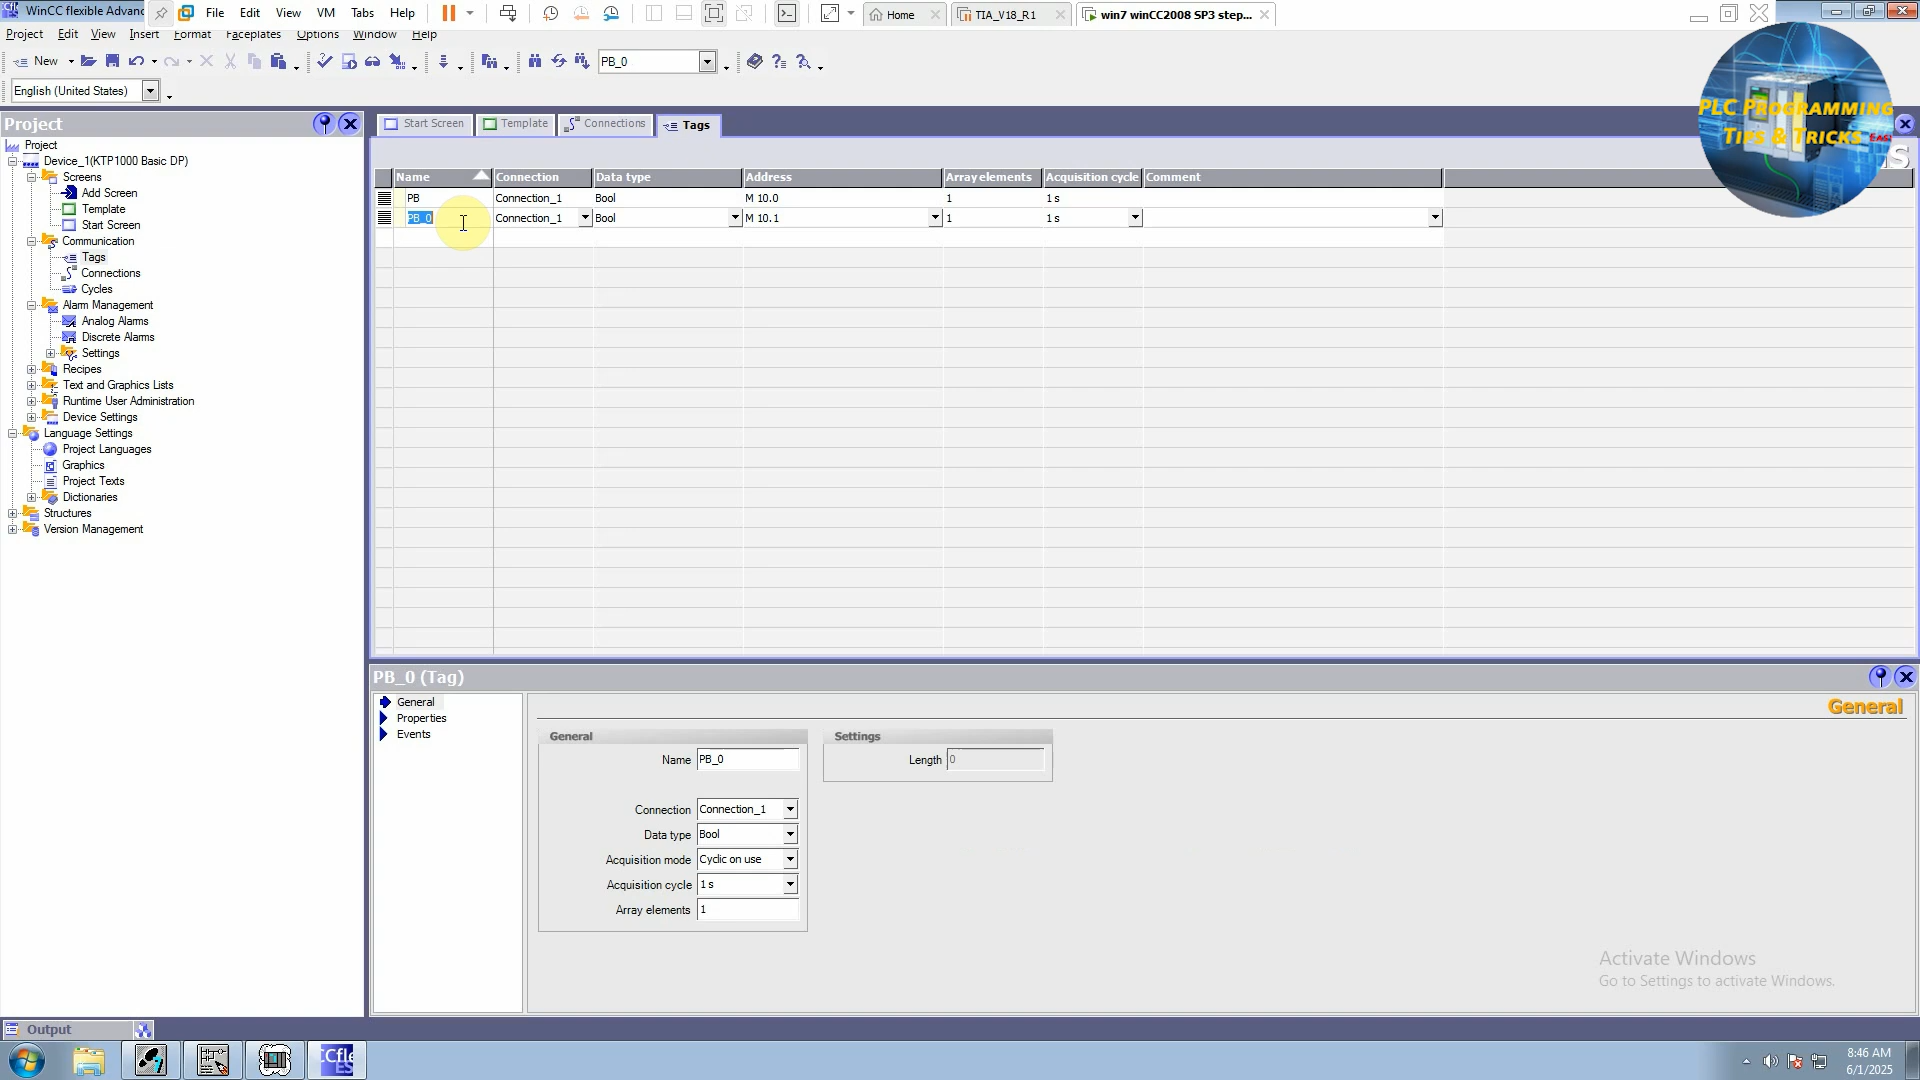 WinCC flexible Advanc
File Edit View VM Tabs Help
Home
TIA_V18_R1
win7 winCC2008 SP3 step...
Project Edit View Insert Format Faceplates Options Window Help
New
PB_0
English (United States)
PLC PROGRAMMING
TIPS & TRICKS EASI
Project
Start Screen
Template
Connections
Tags
S
Project
Device_1(KTP1000 Basic DP)
Screens
Add Screen
Template
Start Screen
Communication
Tags
Connections
Cycles
Alarm Management
Analog Alarms
Discrete Alarms
Settings
Recipes
Text and Graphics Lists
Runtime User Administration
Device Settings
Language Settings
Project Languages
Graphics
Project Texts
Dictionaries
Structures
Version Management
Name Connection Data type Address Array elements Acquisition cycle Comment
PB Connection_1 Bool M 10.0 1 1 s
PB_0 Connection_1 Bool M 10.1 1 1 s
PB_0 (Tag)
General
Properties
Events
General
General
Name PB_0
Connection Connection_1
Data type Bool
Acquisition mode Cyclic on use
Acquisition cycle 1 s
Array elements 1
Settings
Length 0
Activate Windows
Go to Settings to activate Windows.
Output
CCfle
ES
8:46 AM
6/1/2025